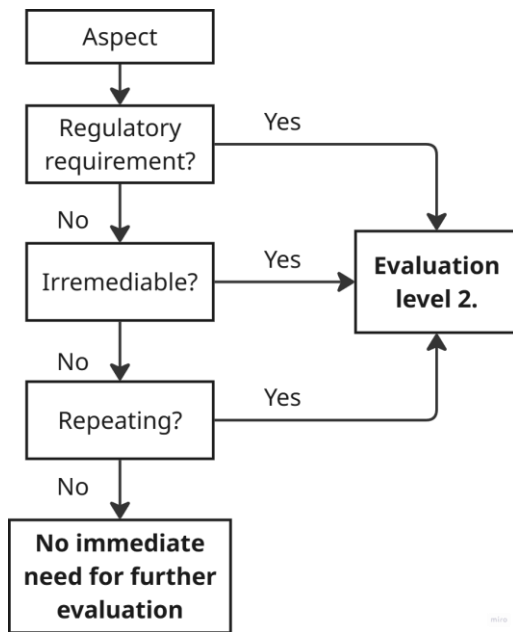 Aspect
Regulatory
requirement?
Yes
No
Irremediable?
Yes
Evaluation
level 2.
No
Repeating?
Yes
No
No immediate
need for further
evaluation
miro